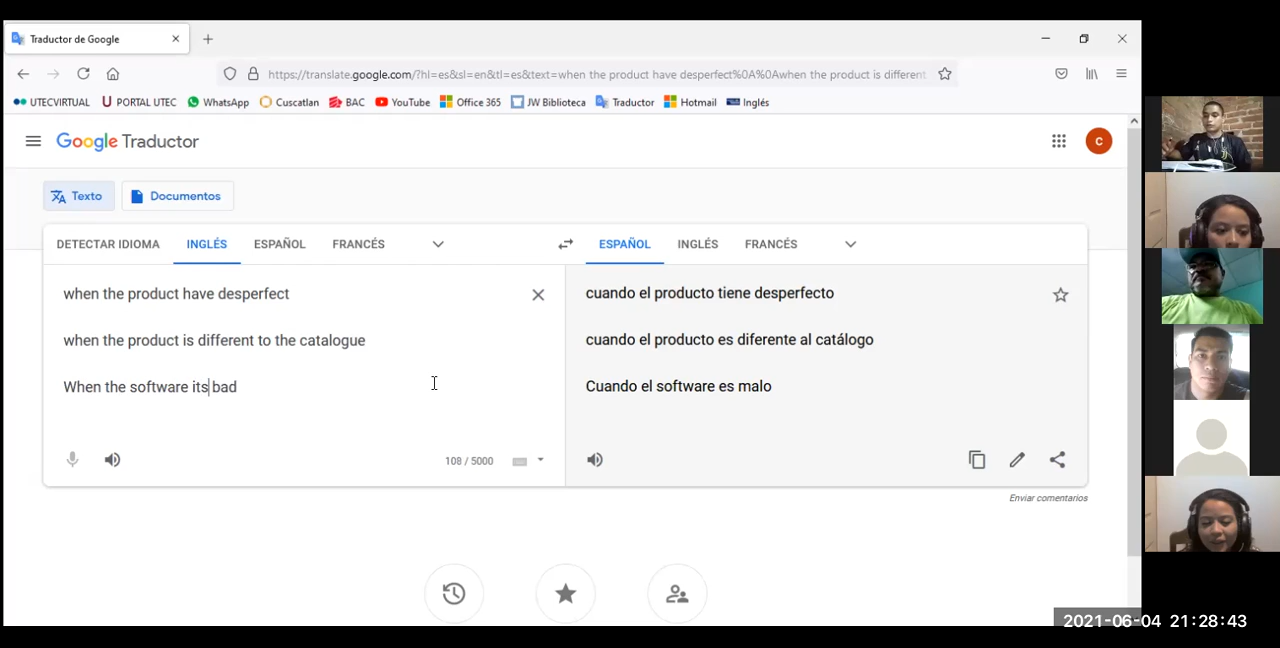 Traductor de Google
https://translate.google.com/?hl=es&sl=en&tl=es&text=when the product have desperfect%0A%0Awhen the product is different
UTECVIRTUAL PORTAL UTEC WhatsApp Cuscatlan BAC YouTube Office 365 JW Biblioteca Traductor Hotmail Inglés
Google Traductor
C
Texto Documentos
DETECTAR IDIOMA INGLÉS ESPAÑOL FRANCÉS ESPAÑOL INGLÉS FRANCÉS
when the product have desperfect
cuando el producto tiene desperfecto
when the product is different to the catalogue
cuando el producto es diferente al catálogo
When the software its bad
Cuando el software es malo
108 / 5000
Enviar comentarios
2021-06-04 21:28:43